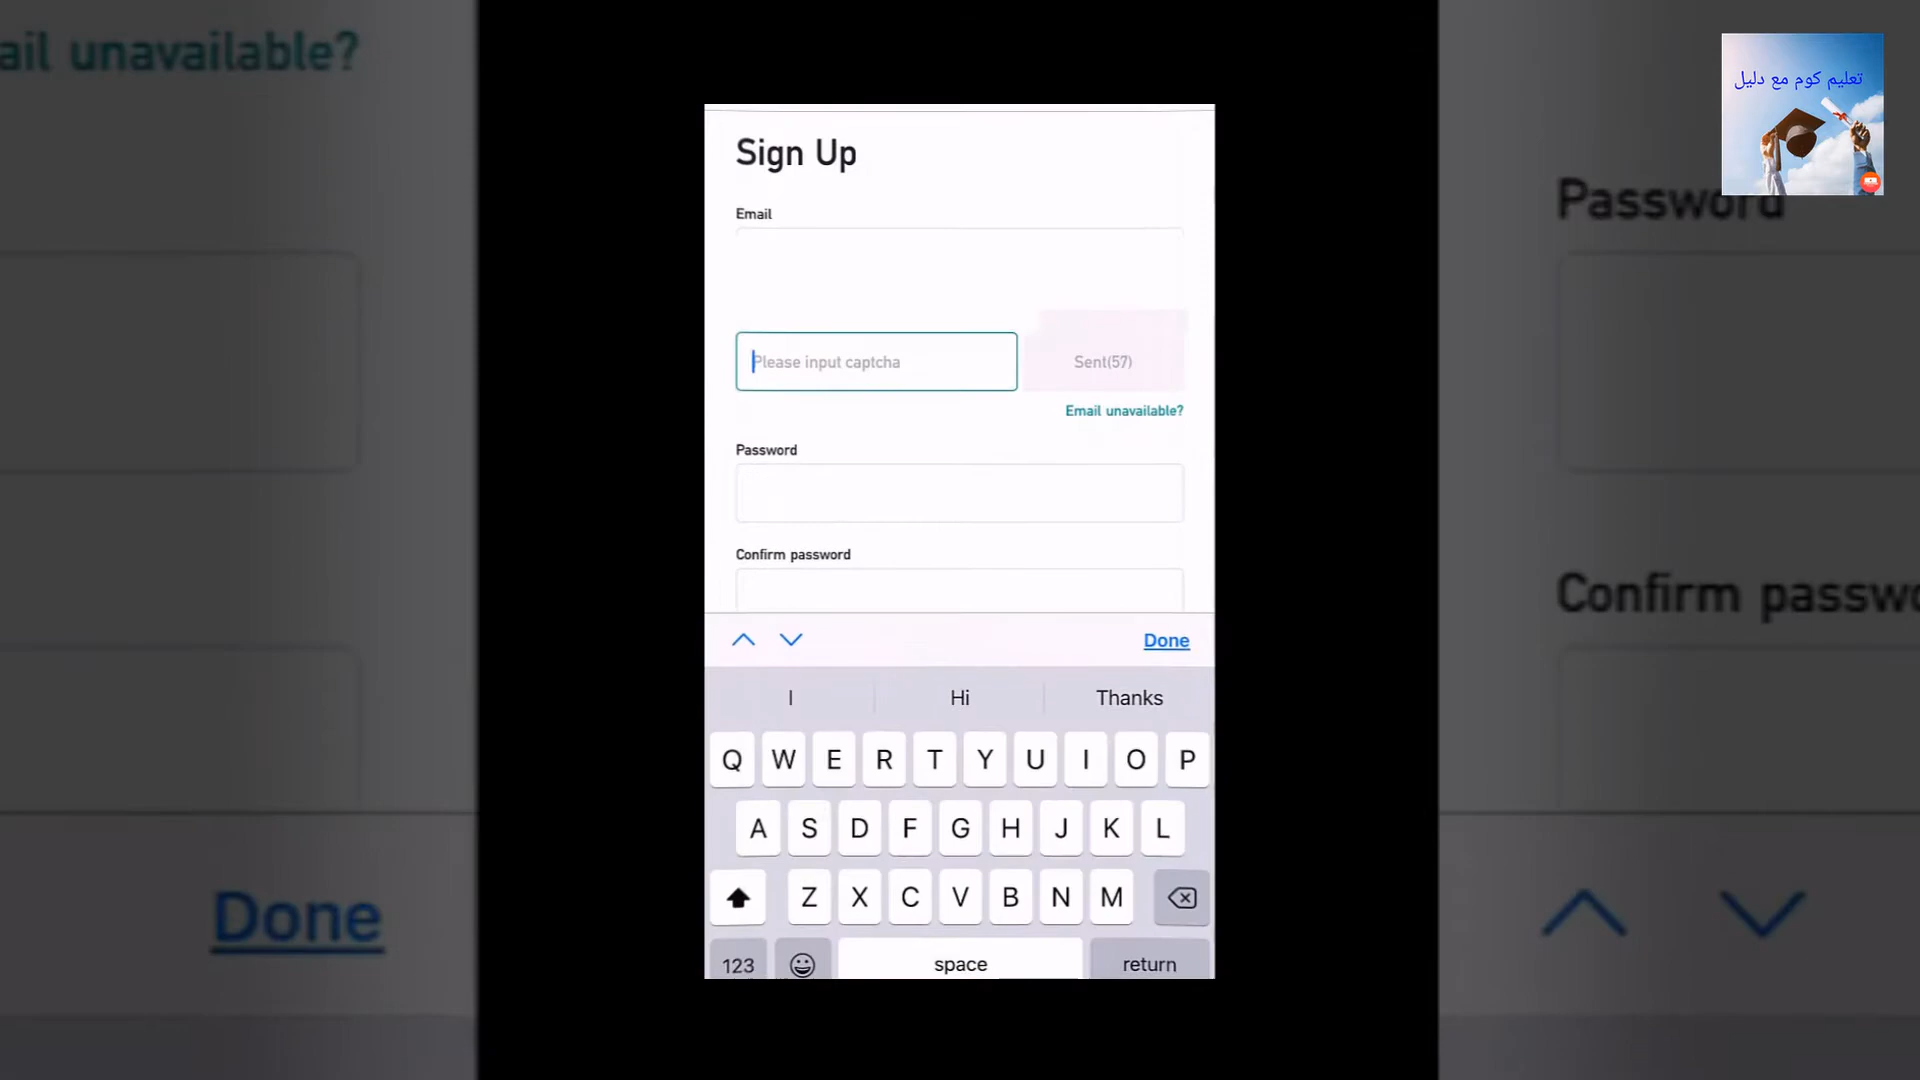 ail unavailable?
تعليم كوم مع دليل
Sign Up
Email
Please input captcha
Sent(57)
Email unavailable?
Password
Confirm password
Done
I
Hi
Thanks
Q W E R T Y U I O P
A S D F G H J K L
Z X C V B N M
123
space
return
Password
Confirm passwo
Done